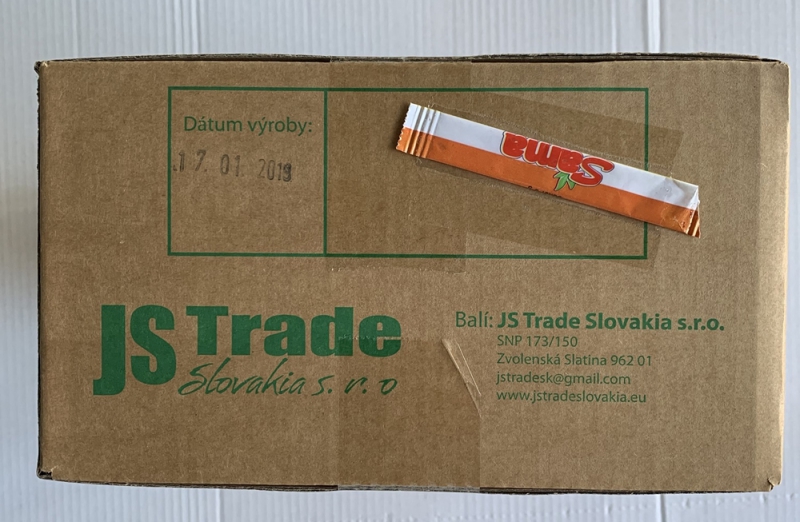 Dátum výroby:
17. 01. 2019
Sama
JS Trade
Slovakia s. r. o
Balí: JS Trade Slovakia s.r.o.
SNP 173/150
Zvolenská Slatina 962 01
jstradesk@gmail.com
www.jstradeslovakia.eu